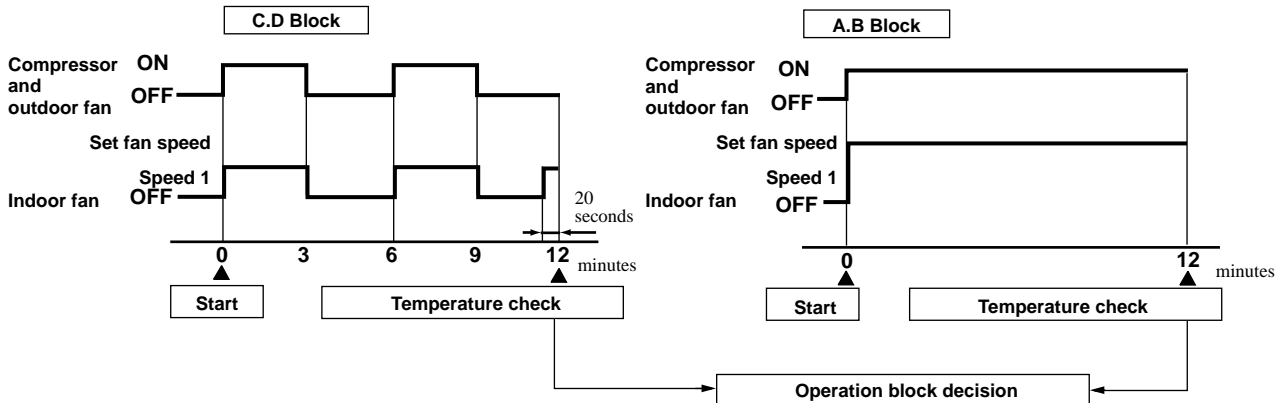 C.D Block
Compressor
and
outdoor fan
ON
OFF
Set fan speed
Speed 1
Indoor fan
OFF
20
seconds
0 3 6 9 12 minutes
Start
Temperature check
A.B Block
Compressor
and
outdoor fan
ON
OFF
Set fan speed
Speed 1
Indoor fan
OFF
0 12 minutes
Start
Temperature check
Operation block decision